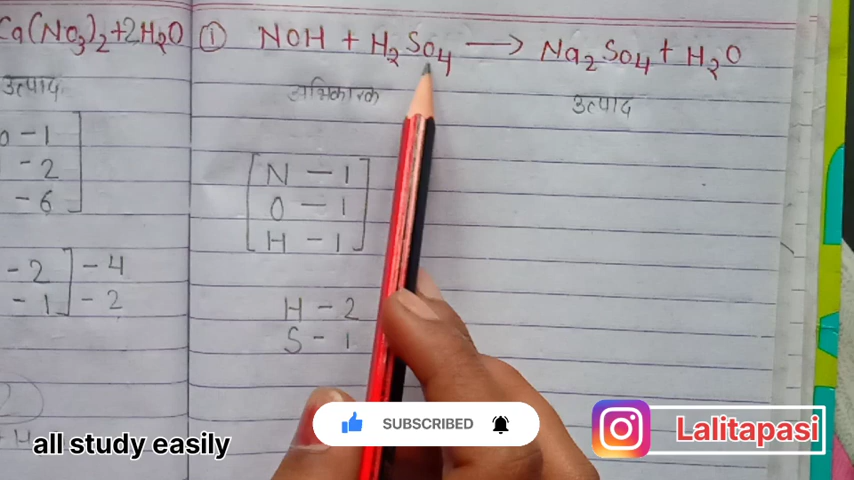 Ca(NO3)2+2H2O
① NOH + H2SO4 → Na2SO4 + H2O
उत्पाद
अभिकारक
उत्पाद
0 - 1
- 2
- 6
N - 1
O - 1
H - 1
- 2] - 4
- 1] - 2
H - 2
S - 1
SUBSCRIBED
all study easily
Lalitapasi